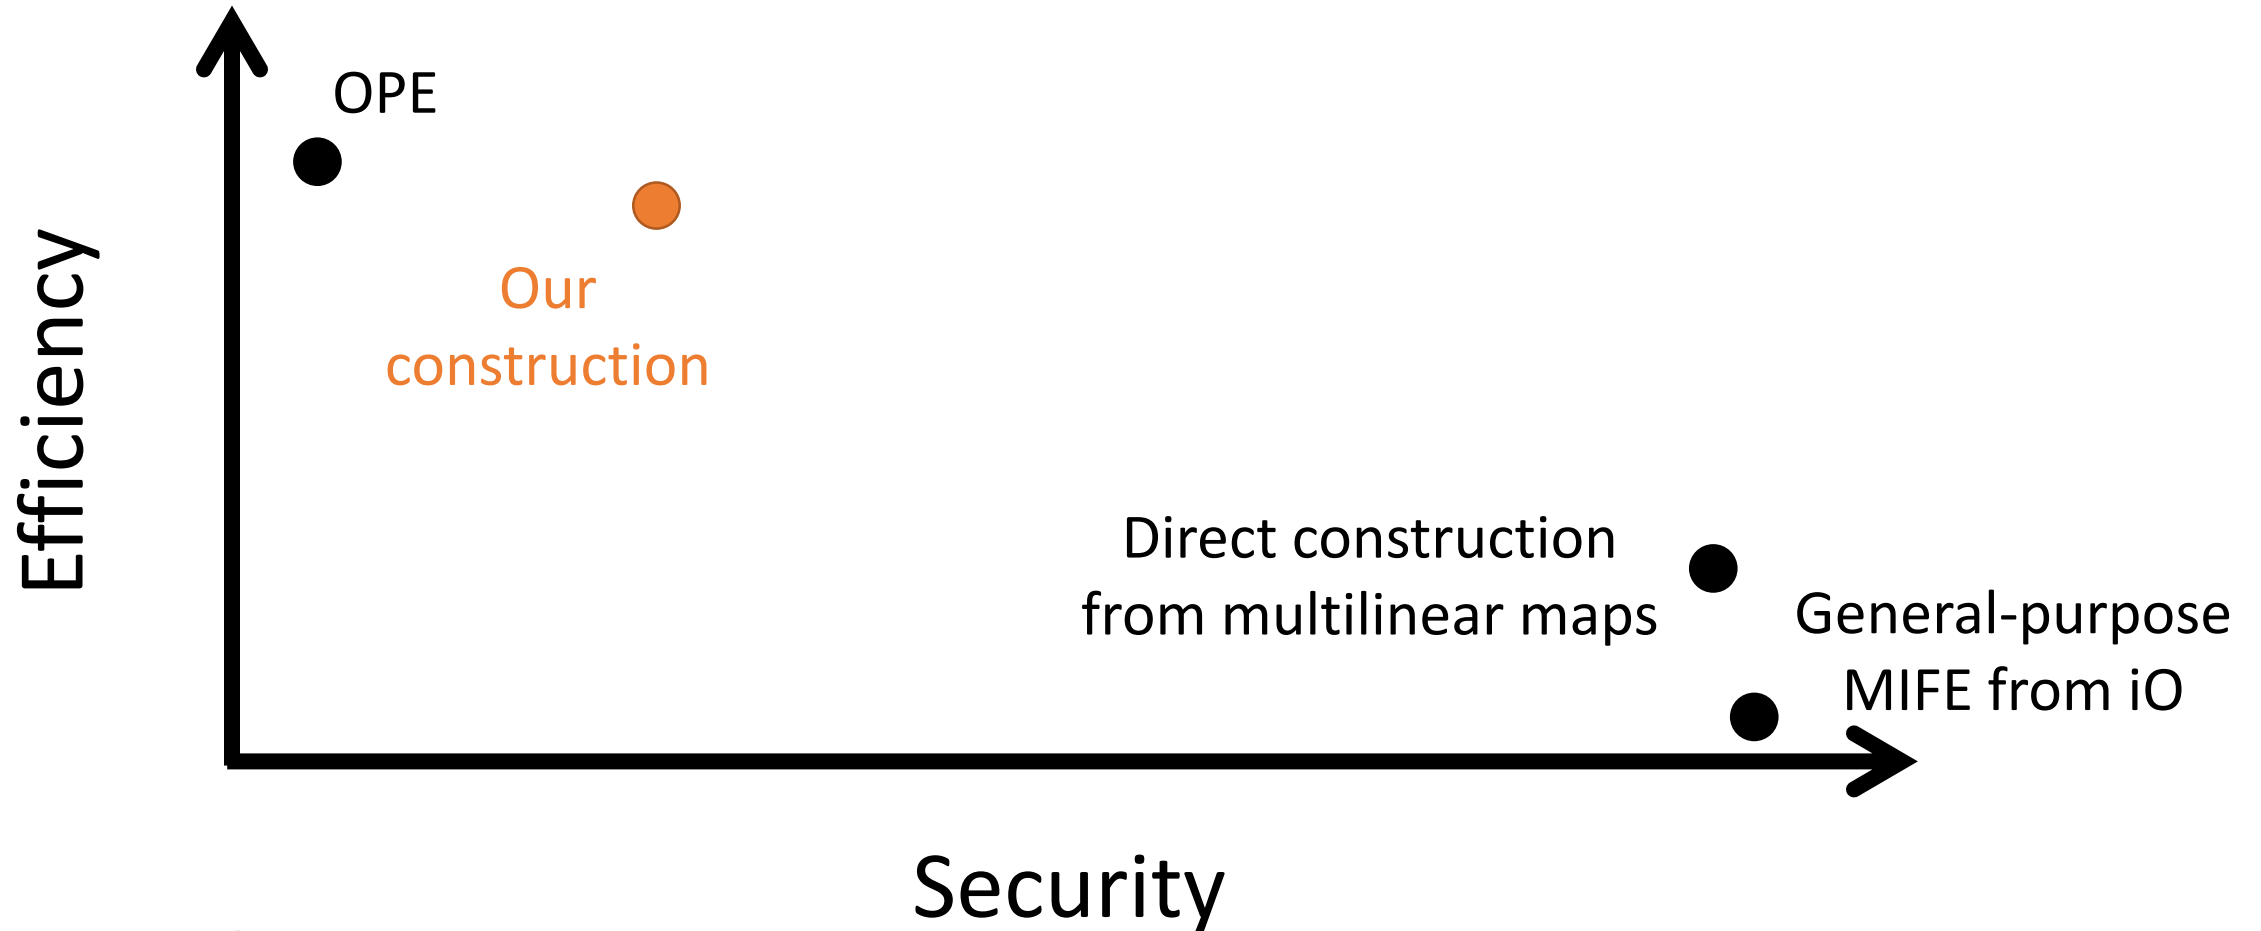 OPE
Our
construction
Efficiency
Direct construction
from multilinear maps
General-purpose
MIFE from iO
Security